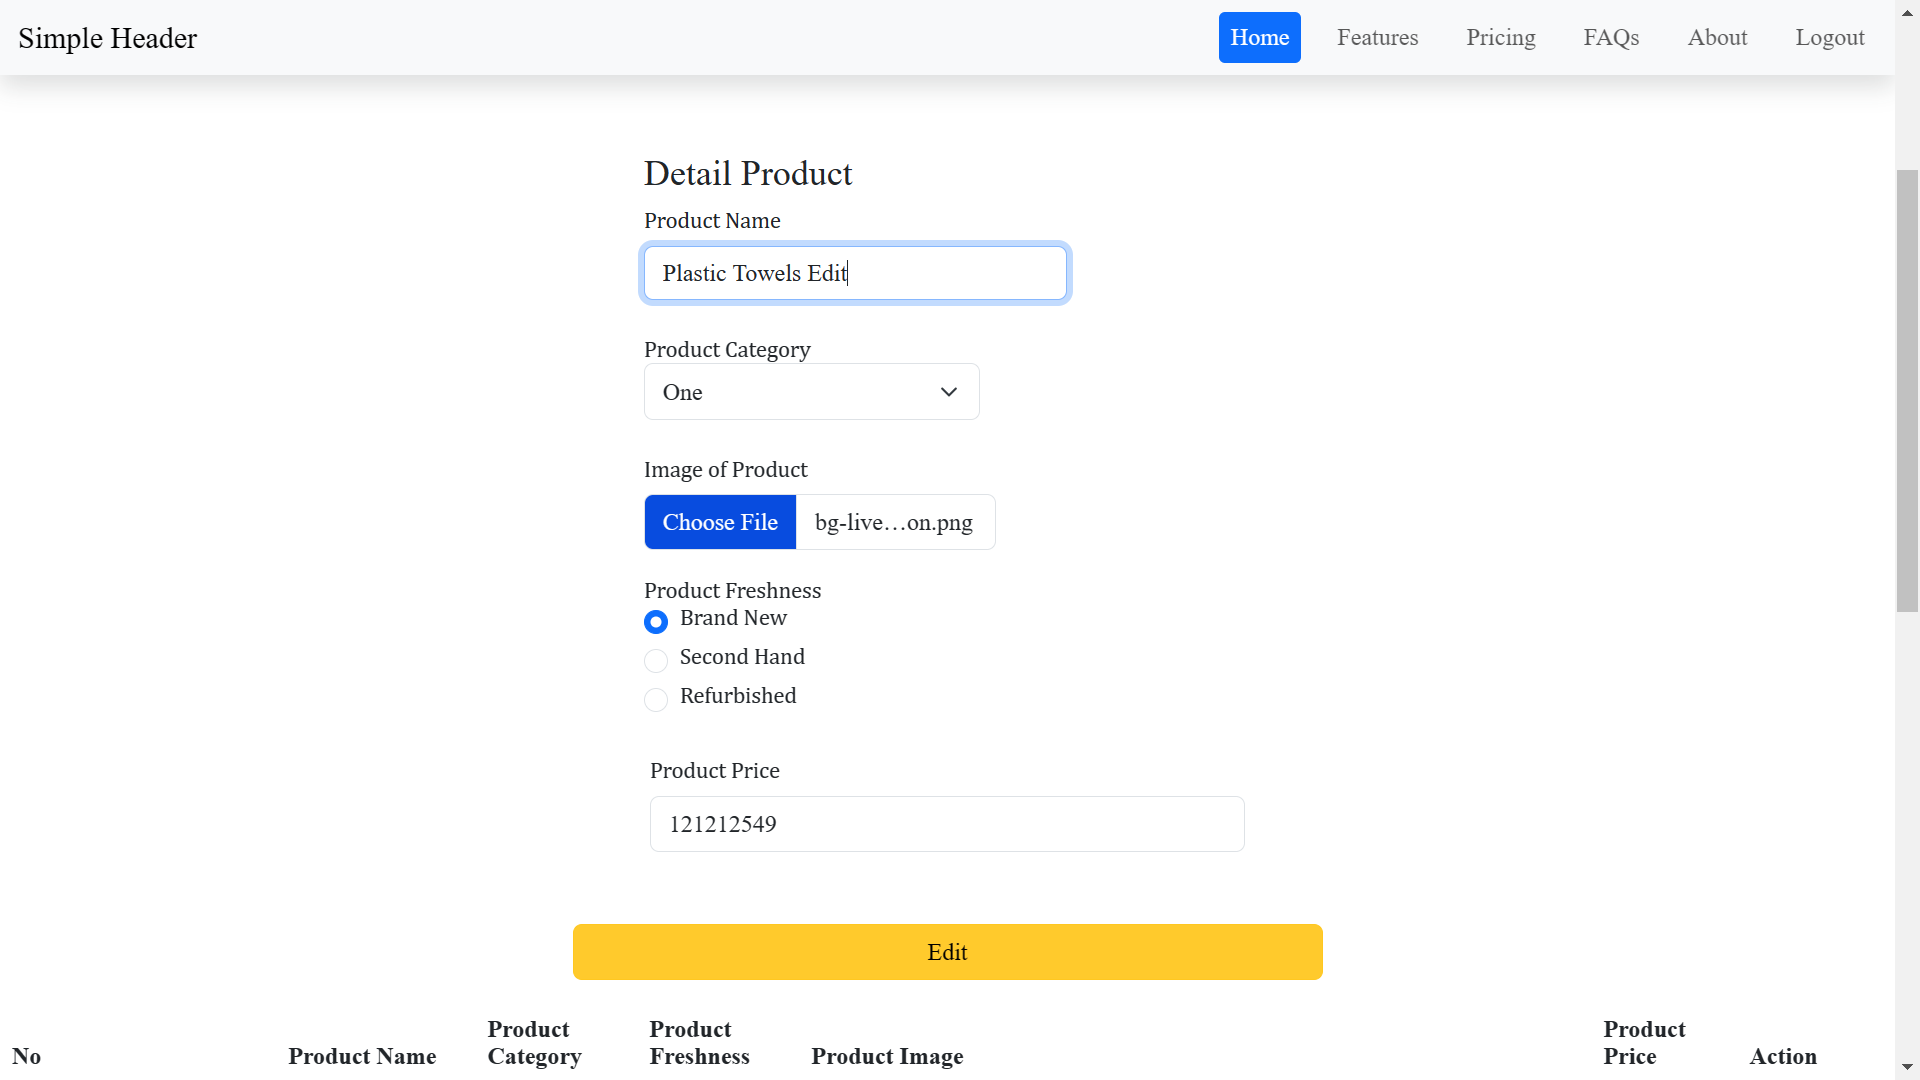 Simple Header
Home
Features
Pricing
FAQs
About
Logout
Detail Product
Product Name
Plastic Towels Edit
Product Category
One
Image of Product
Choose File
bg-live…on.png
Product Freshness
Brand New
Second Hand
Refurbished
Product Price
121212549
Edit
No
Product Name
Product
Category
Product
Freshness
Product Image
Product
Price
Action